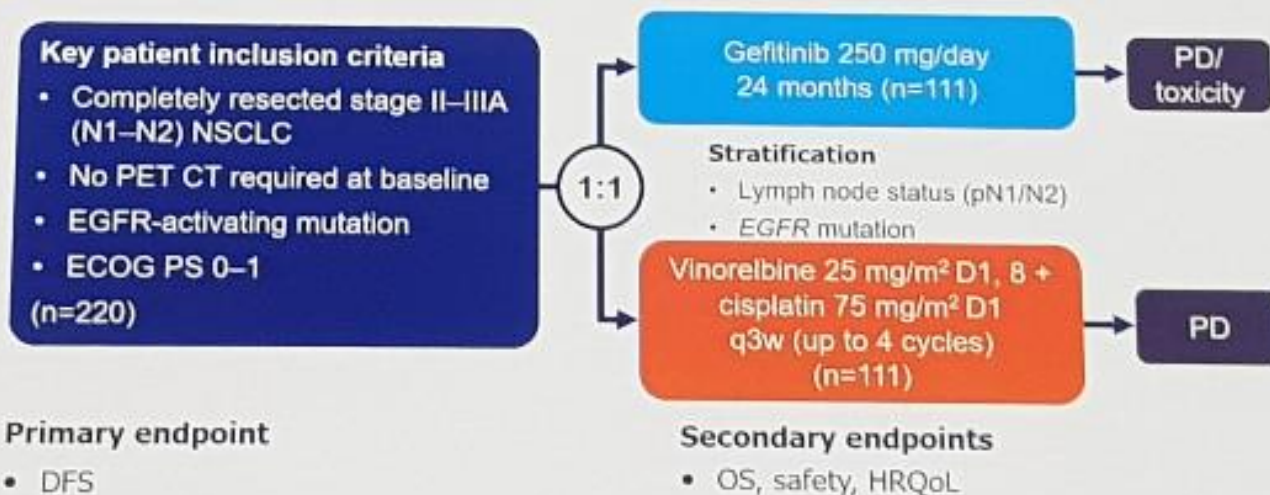 Key patient inclusion criteria
• Completely resected stage II–IIIA
(N1–N2) NSCLC
• No PET CT required at baseline
• EGFR-activating mutation
• ECOG PS 0–1
(n=220)
1:1
Gefitinib 250 mg/day
24 months (n=111)
PD/
toxicity
Stratification
• Lymph node status (pN1/N2)
• EGFR mutation
Vinorelbine 25 mg/m² D1, 8 +
cisplatin 75 mg/m² D1
q3w (up to 4 cycles)
(n=111)
PD
Primary endpoint
• DFS
Secondary endpoints
• OS, safety, HRQoL